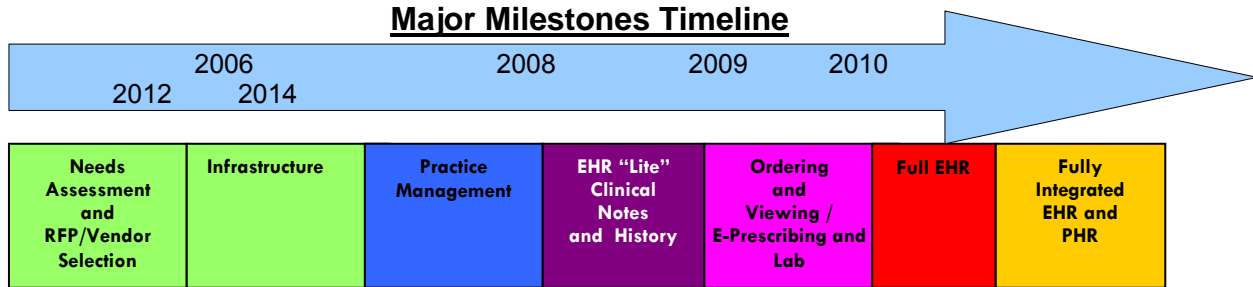 Major Milestones Timeline
2006 2008 2009 2010
2012 2014
Needs
Assessment
and
RFP/Vendor
Selection
Infrastructure
Practice
Management
EHR “Lite”
Clinical
Notes
and History
Ordering
and
Viewing /
E-Prescribing and
Lab
Full EHR
Fully
Integrated
EHR and
PHR